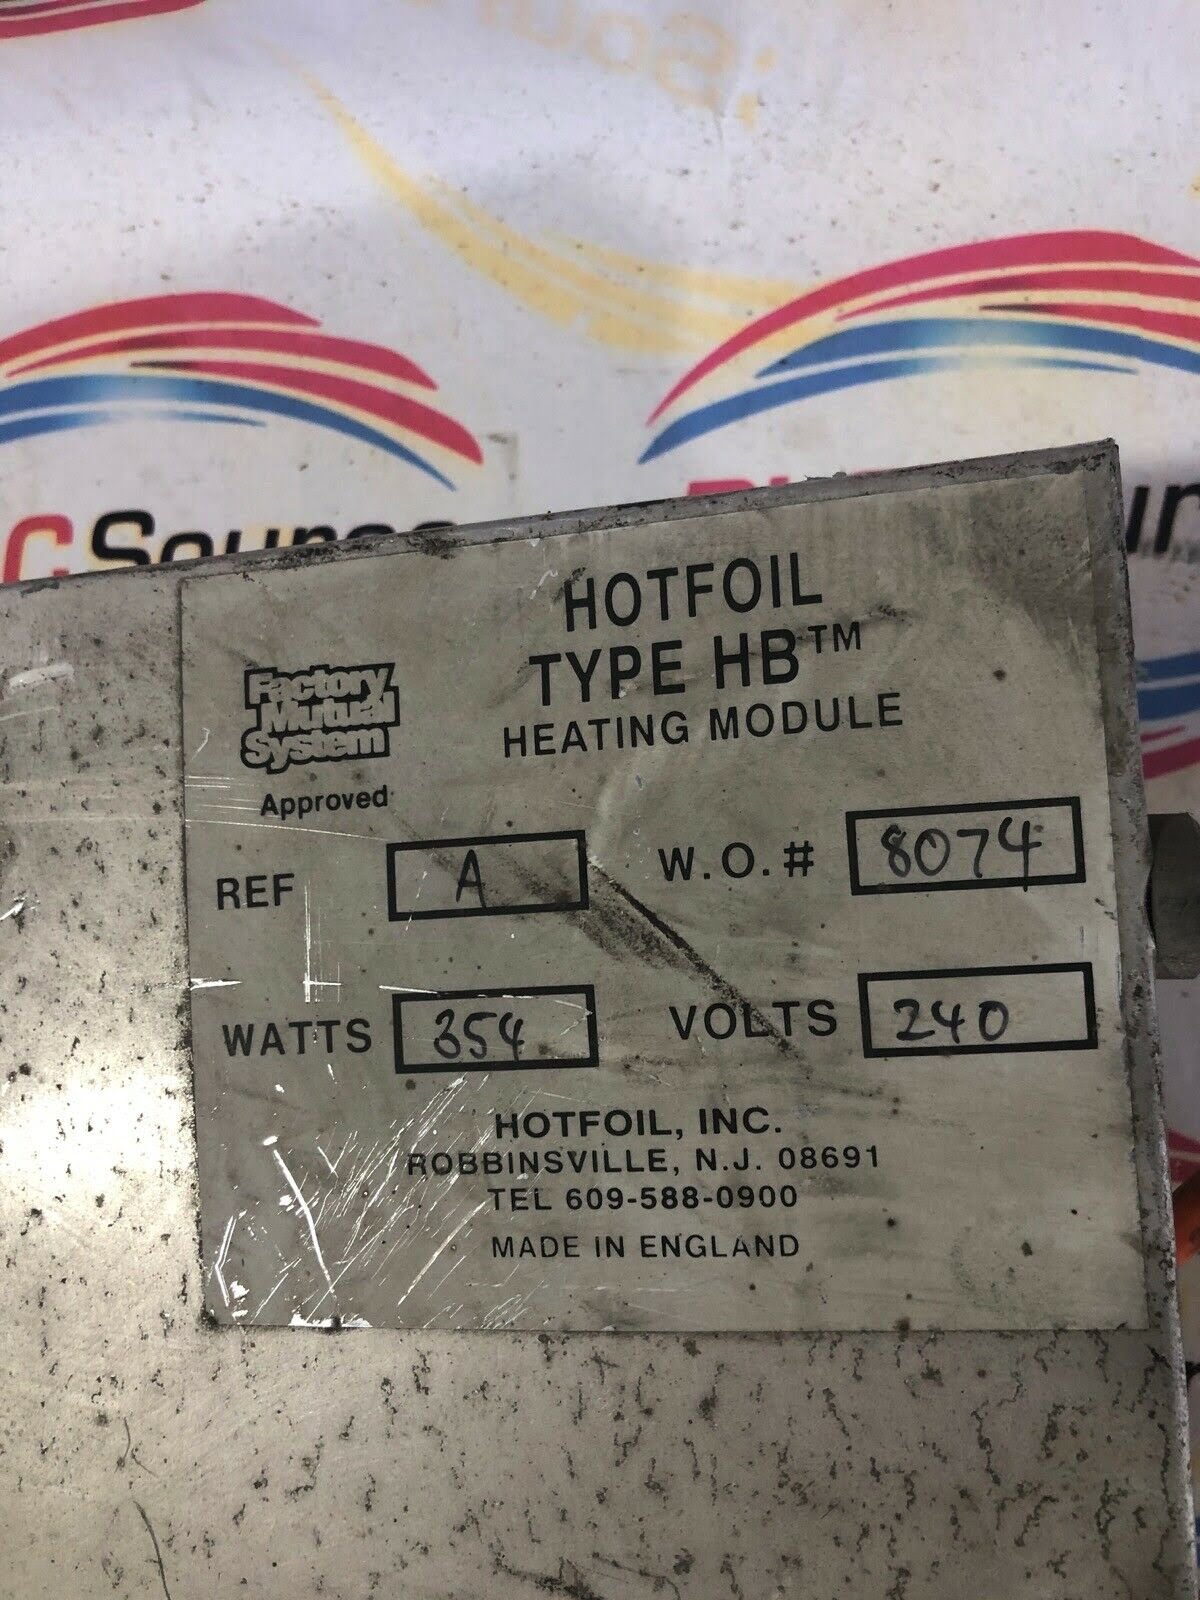 C Source
HOTFOIL
TYPE HB™
HEATING MODULE
Factory
Mutual
System
Approved
REF A W.O.# 8074
WATTS 354 VOLTS 240
HOTFOIL, INC.
ROBBINSVILLE, N.J. 08691
TEL 609-588-0900
MADE IN ENGLAND